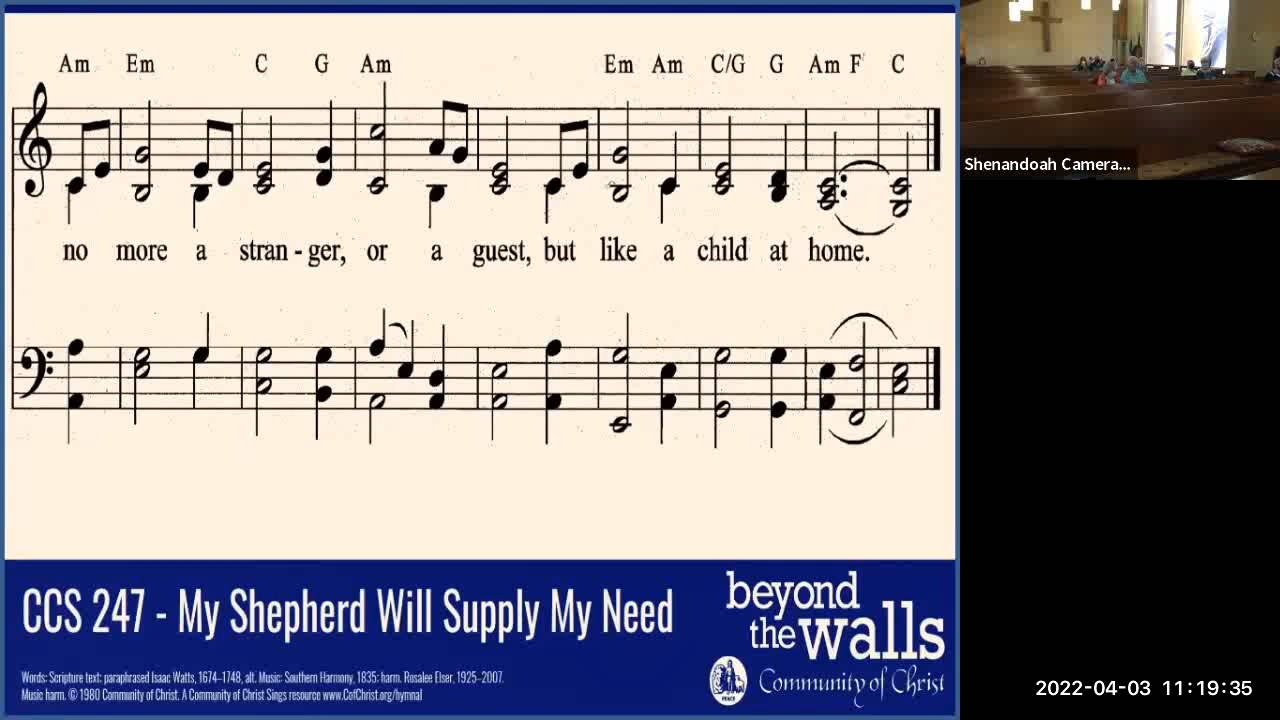 Am Em C G Am Em Am C/G G Am F C
no more a stran - ger, or a guest, but like a child at home.
CCS 247 - My Shepherd Will Supply My Need
Words: Scripture text: paraphrased Isaac Watts, 1674–1748, alt. Music: Southern Harmony, 1835; harm. Rosalee Elser, 1925–2007.
Music harm. © 1980 Community of Christ. A Community of Christ Sings resource www.CofChrist.org/hymnal
beyond
the walls
PEACE
Community of Christ
Shenandoah Camera...
2022-04-03 11:19:35